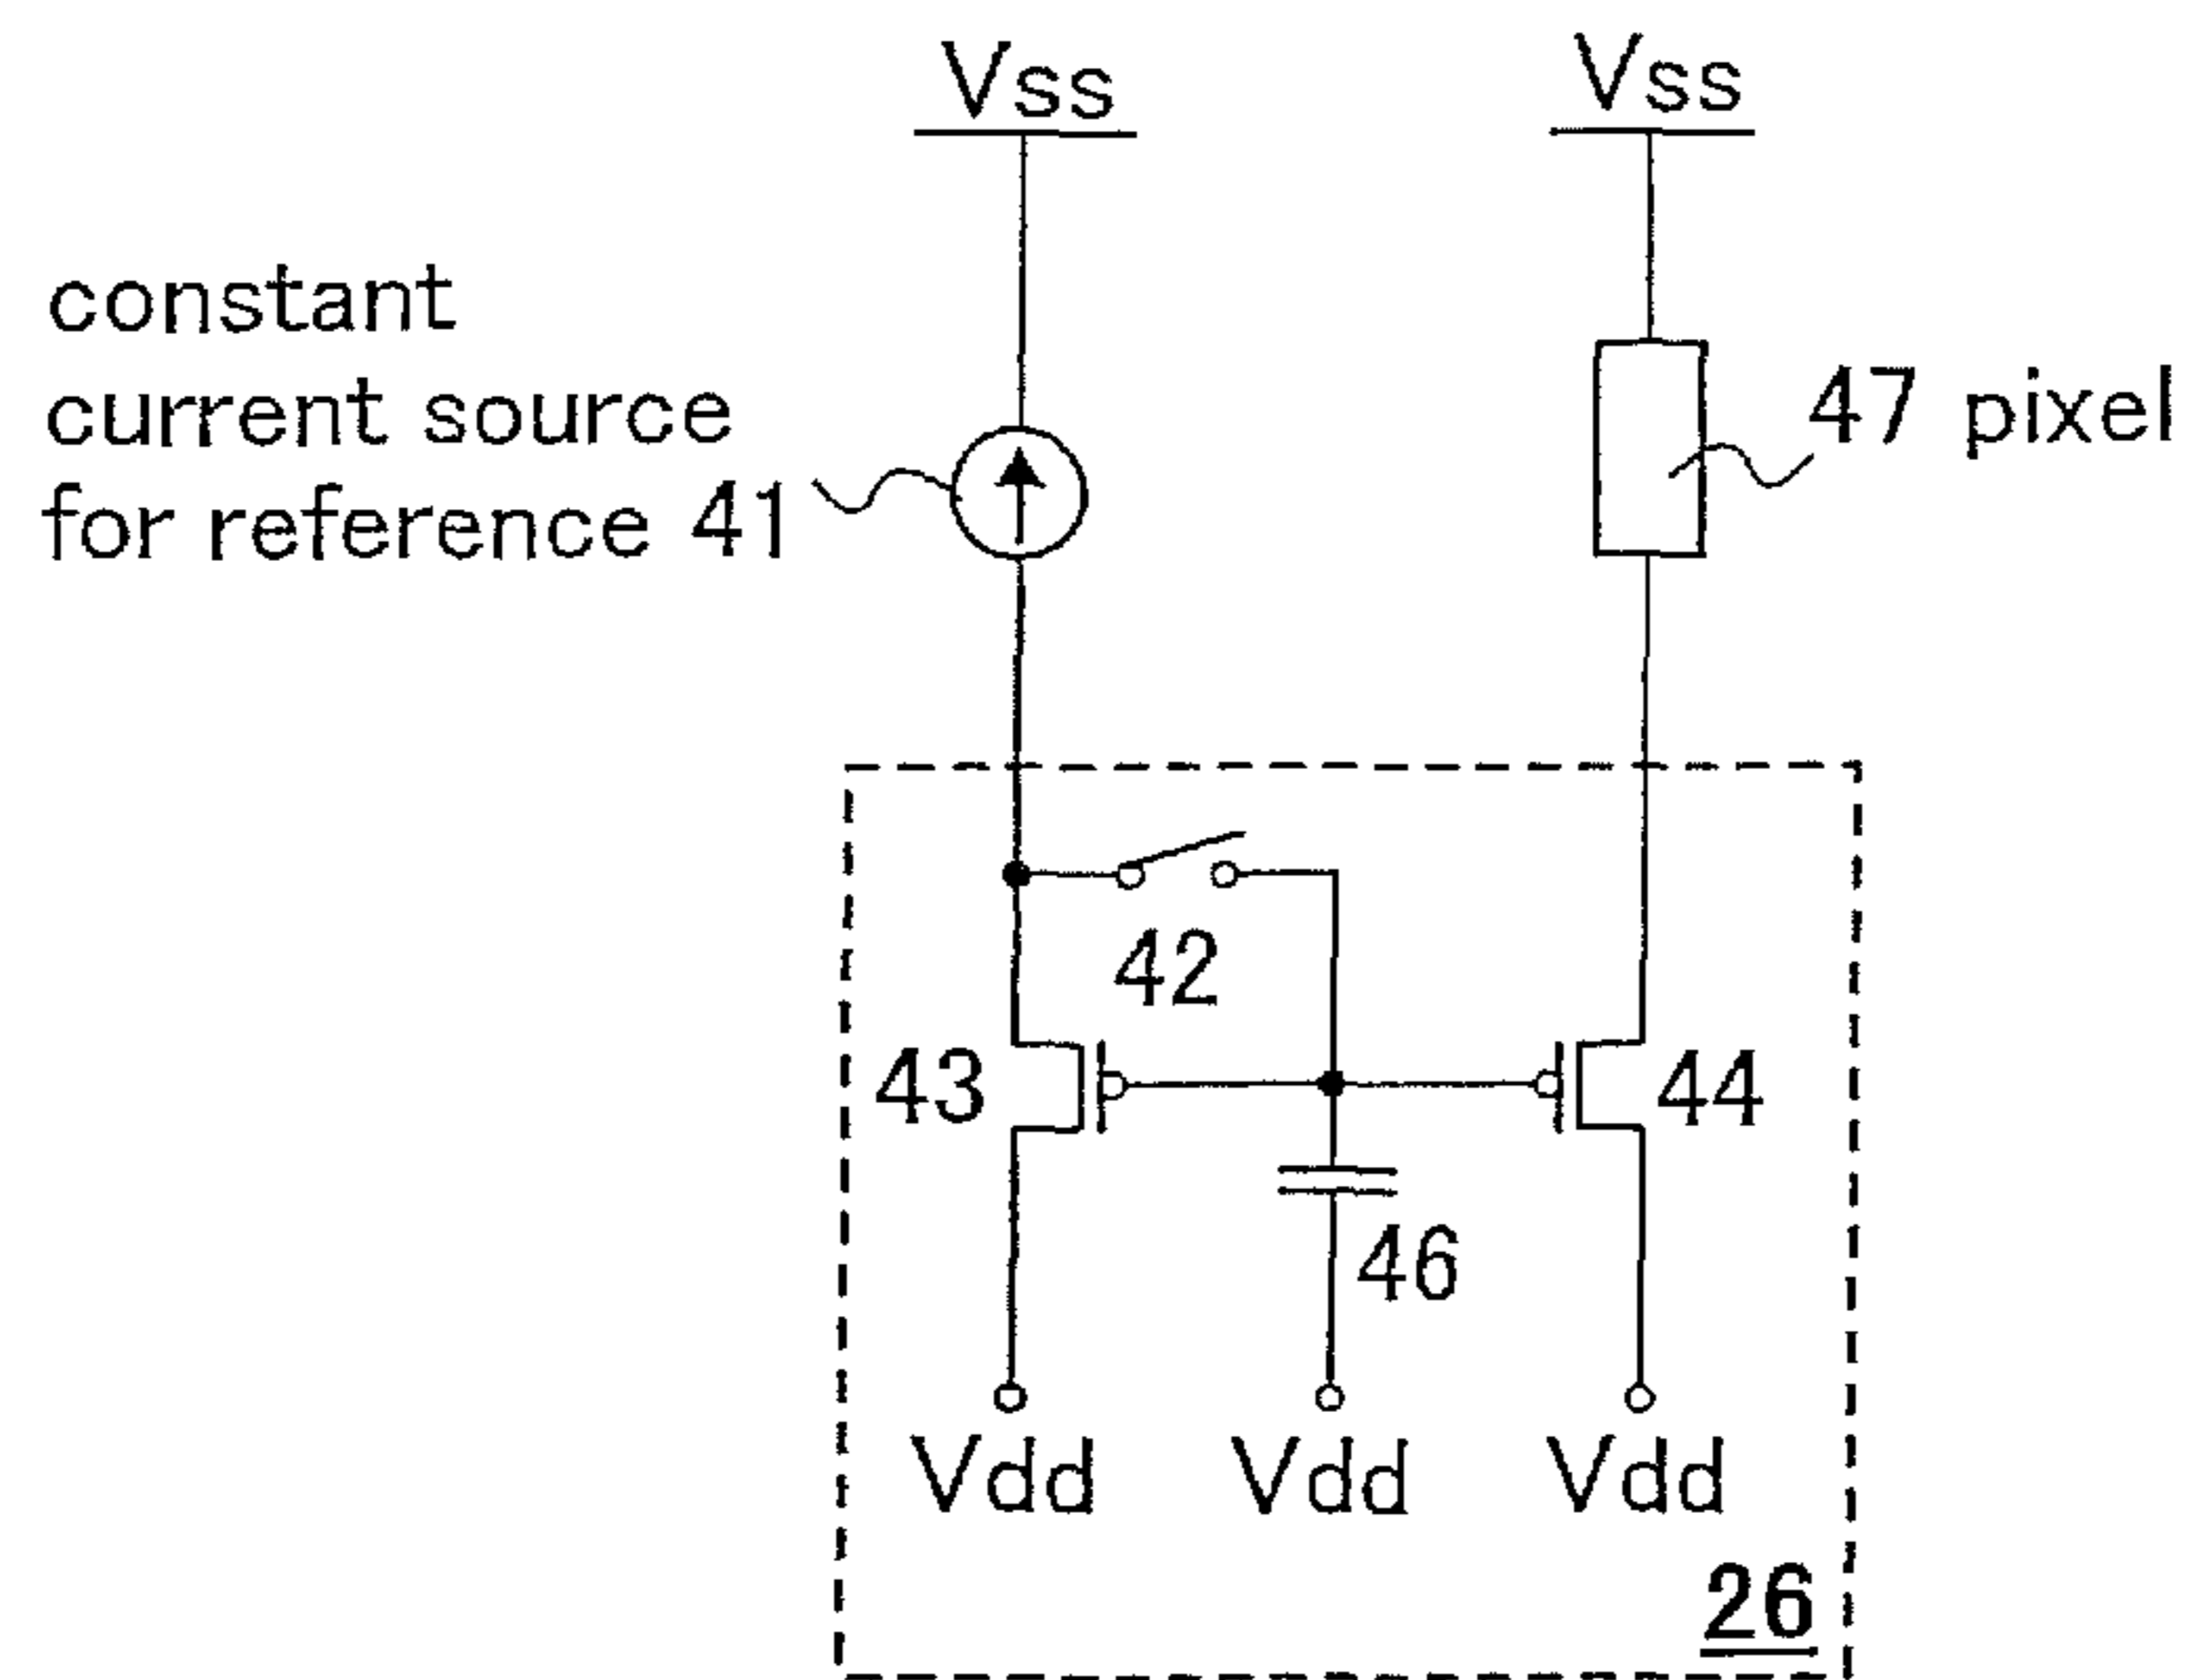 Vss
Vss
constant
current source
for reference 41
47 pixel
42
43
44
46
Vdd
Vdd
Vdd
26